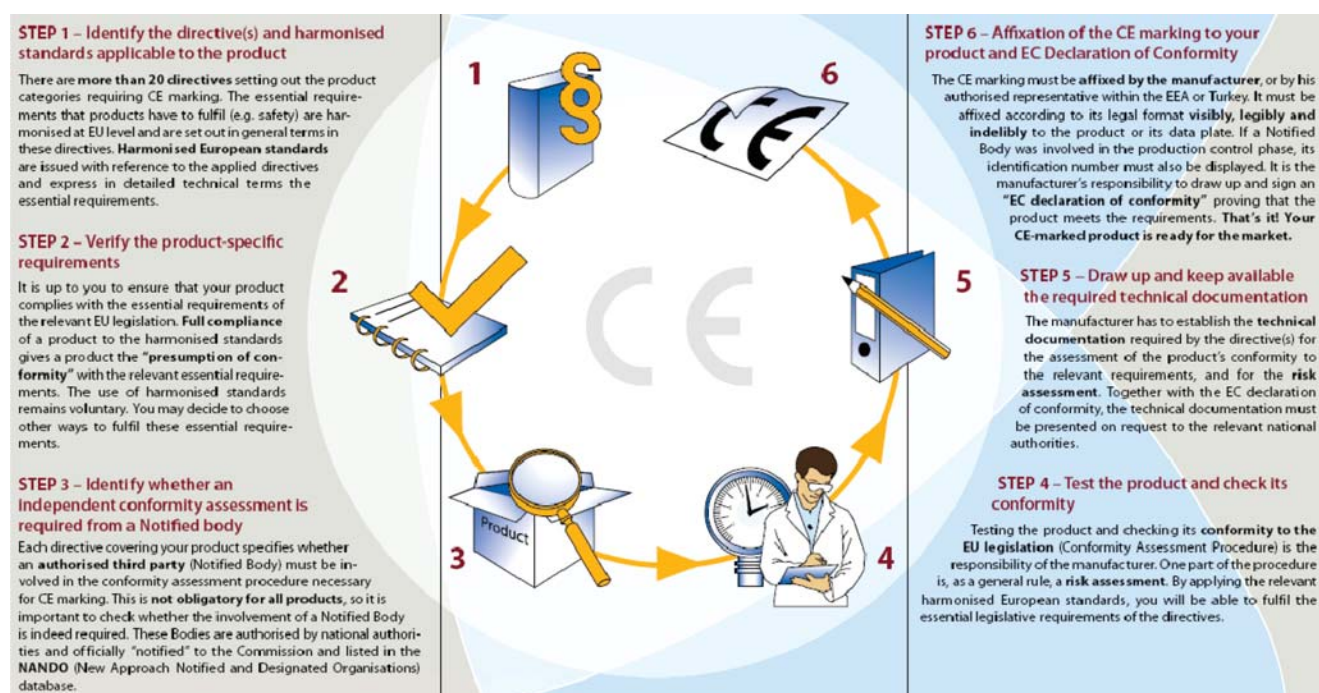 STEP 1 – Identify the directive(s) and harmonised
standards applicable to the product
There are more than 20 directives setting out the product
categories requiring CE marking. The essential require-
ments that products have to fulfil (e.g. safety) are har-
monised at EU level and are set out in general terms in
these directives. Harmonised European standards
are issued with reference to the applied directives
and express in detailed technical terms the
essential requirements.
STEP 2 – Verify the product-specific
requirements
It is up to you to ensure that your product
complies with the essential requirements of
the relevant EU legislation. Full compliance
of a product to the harmonised standards
gives a product the "presumption of con-
formity" with the relevant essential require-
ments. The use of harmonised standards
remains voluntary. You may decide to choose
other ways to fulfil these essential require-
ments.
STEP 3 – Identify whether an
independent conformity assessment is
required from a Notified body
Each directive covering your product specifies whether
an authorised third party (Notified Body) must be in-
volved in the conformity assessment procedure necessary
for CE marking. This is not obligatory for all products, so it is
important to check whether the involvement of a Notified Body
is indeed required. These Bodies are authorised by national authori-
ties and officially "notified" to the Commission and listed in the
NANDO (New Approach Notified and Designated Organisations)
database.
1
§
2
3
Product
4
5
6
CE
CE
STEP 6 – Affixation of the CE marking to your
product and EC Declaration of Conformity
The CE marking must be affixed by the manufacturer, or by his
authorised representative within the EEA or Turkey. It must be
affixed according to its legal format visibly, legibly and
indelibly to the product or its data plate. If a Notified
Body was involved in the production control phase, its
identification number must also be displayed. It is the
manufacturer's responsibility to draw up and sign an
"EC declaration of conformity" proving that the
product meets the requirements. That's it! Your
CE-marked product is ready for the market.
STEP 5 – Draw up and keep available
the required technical documentation
The manufacturer has to establish the technical
documentation required by the directive(s) for
the assessment of the product's conformity to
the relevant requirements, and for the risk
assessment. Together with the EC declaration
of conformity, the technical documentation must
be presented on request to the relevant national
authorities.
STEP 4 – Test the product and check its
conformity
Testing the product and checking its conformity to the
EU legislation (Conformity Assessment Procedure) is the
responsibility of the manufacturer. One part of the procedure
is, as a general rule, a risk assessment. By applying the relevant
harmonised European standards, you will be able to fulfil the
essential legislative requirements of the directives.